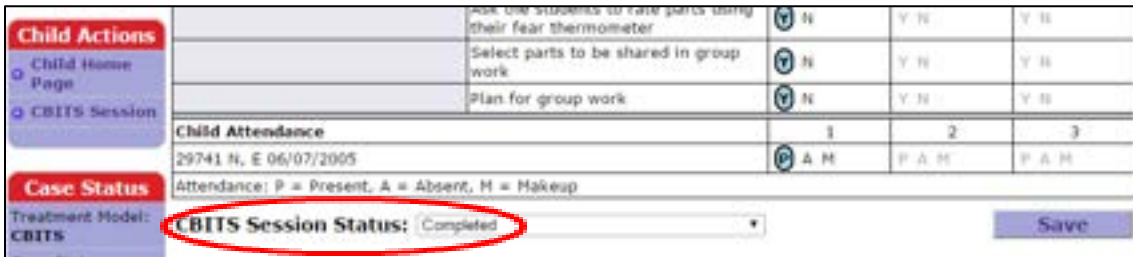 Child Actions
Child Home
Page
CBITS Session
Ask the students to rate parts using
their fear thermometer
Y N Y N Y N
Select parts to be shared in group
work
Y N Y N Y N
Plan for group work
Y N Y N Y N
Child Attendance 1 2 3
29741 N, E 06/07/2005 P A M P A M P A M
Attendance: P = Present, A = Absent, M = Makeup
Case Status
Treatment Model:
CBITS
CBITS Session Status: Completed
Save